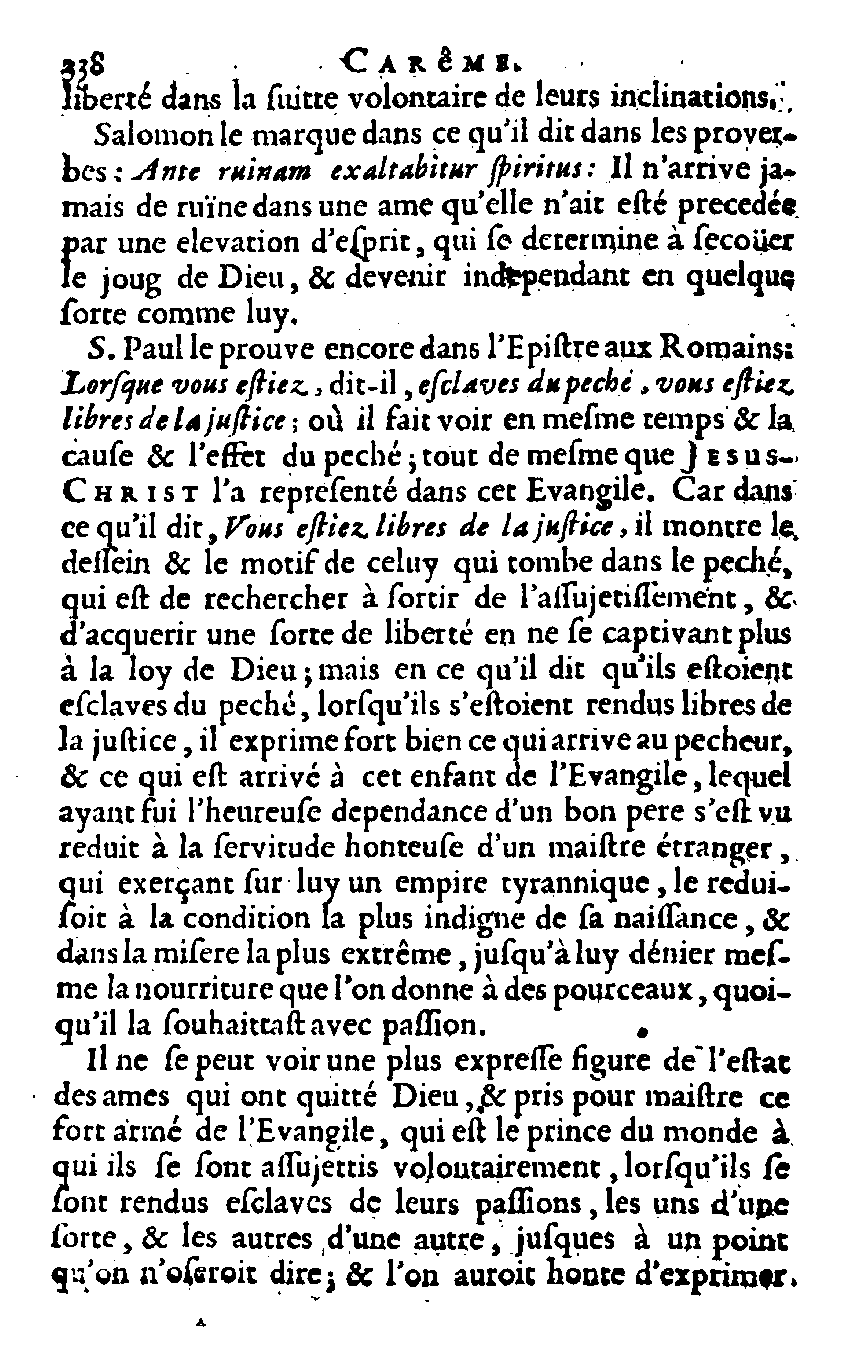 338 CARêME.
liberté dans la ſuitte volontaire de leurs inclinations.
Salomon le marque dans ce qu'il dit dans les prover-
bes : Ante ruinam exaltabitur ſpiritus : Il n'arrive ja-
mais de ruïne dans une ame qu'elle n'ait eſté precedée
par une elevation d'eſprit, qui ſe determine à ſecoüer
le joug de Dieu, & devenir independant en quelque
ſorte comme luy.
S. Paul le prouve encore dans l'Epiſtre aux Romains:
Lorſque vous eſtiez, dit-il, eſclaves du peché, vous eſtiez
libres de la juſtice ; où il fait voir en meſme temps & la
cauſe & l'effet du peché ; tout de meſme que JESUS-
CHRIST l'a repreſenté dans cet Evangile. Car dans
ce qu'il dit, Vous eſtiez libres de la juſtice, il montre le
deſſein & le motif de celuy qui tombe dans le peché,
qui eſt de rechercher à ſortir de l'aſſujetiſſement, &
d'acquerir une ſorte de liberté en ne ſe captivant plus
à la loy de Dieu ; mais en ce qu'il dit qu'ils eſtoient
eſclaves du peché, lorſqu'ils s'eſtoient rendus libres de
la juſtice, il exprime fort bien ce qui arrive au pecheur,
& ce qui eſt arrivé à cet enfant de l'Evangile, lequel
ayant fui l'heureuſe dependance d'un bon pere s'eſt vu
reduit à la ſervitude honteuſe d'un maiſtre étranger,
qui exerçant ſur luy un empire tyrannique, le redui-
ſoit à la condition la plus indigne de ſa naiſſance, &
dans la miſere la plus extrême, juſqu'à luy dénier meſ-
me la nourriture que l'on donne à des pourceaux, quoi-
qu'il la ſouhaittaſt avec paſſion.
Il ne ſe peut voir une plus expreſſe figure de l'eſtat
des ames qui ont quitté Dieu, & pris pour maiſtre ce
fort armé de l'Evangile, qui eſt le prince du monde à
qui ils ſe ſont aſſujettis voloutairement, lorſqu'ils ſe
ſont rendus eſclaves de leurs paſſions, les uns d'une
ſorte, & les autres d'une autre, juſques à un point
qu'on n'oſeroit dire ; & l'on auroit honte d'exprimer.